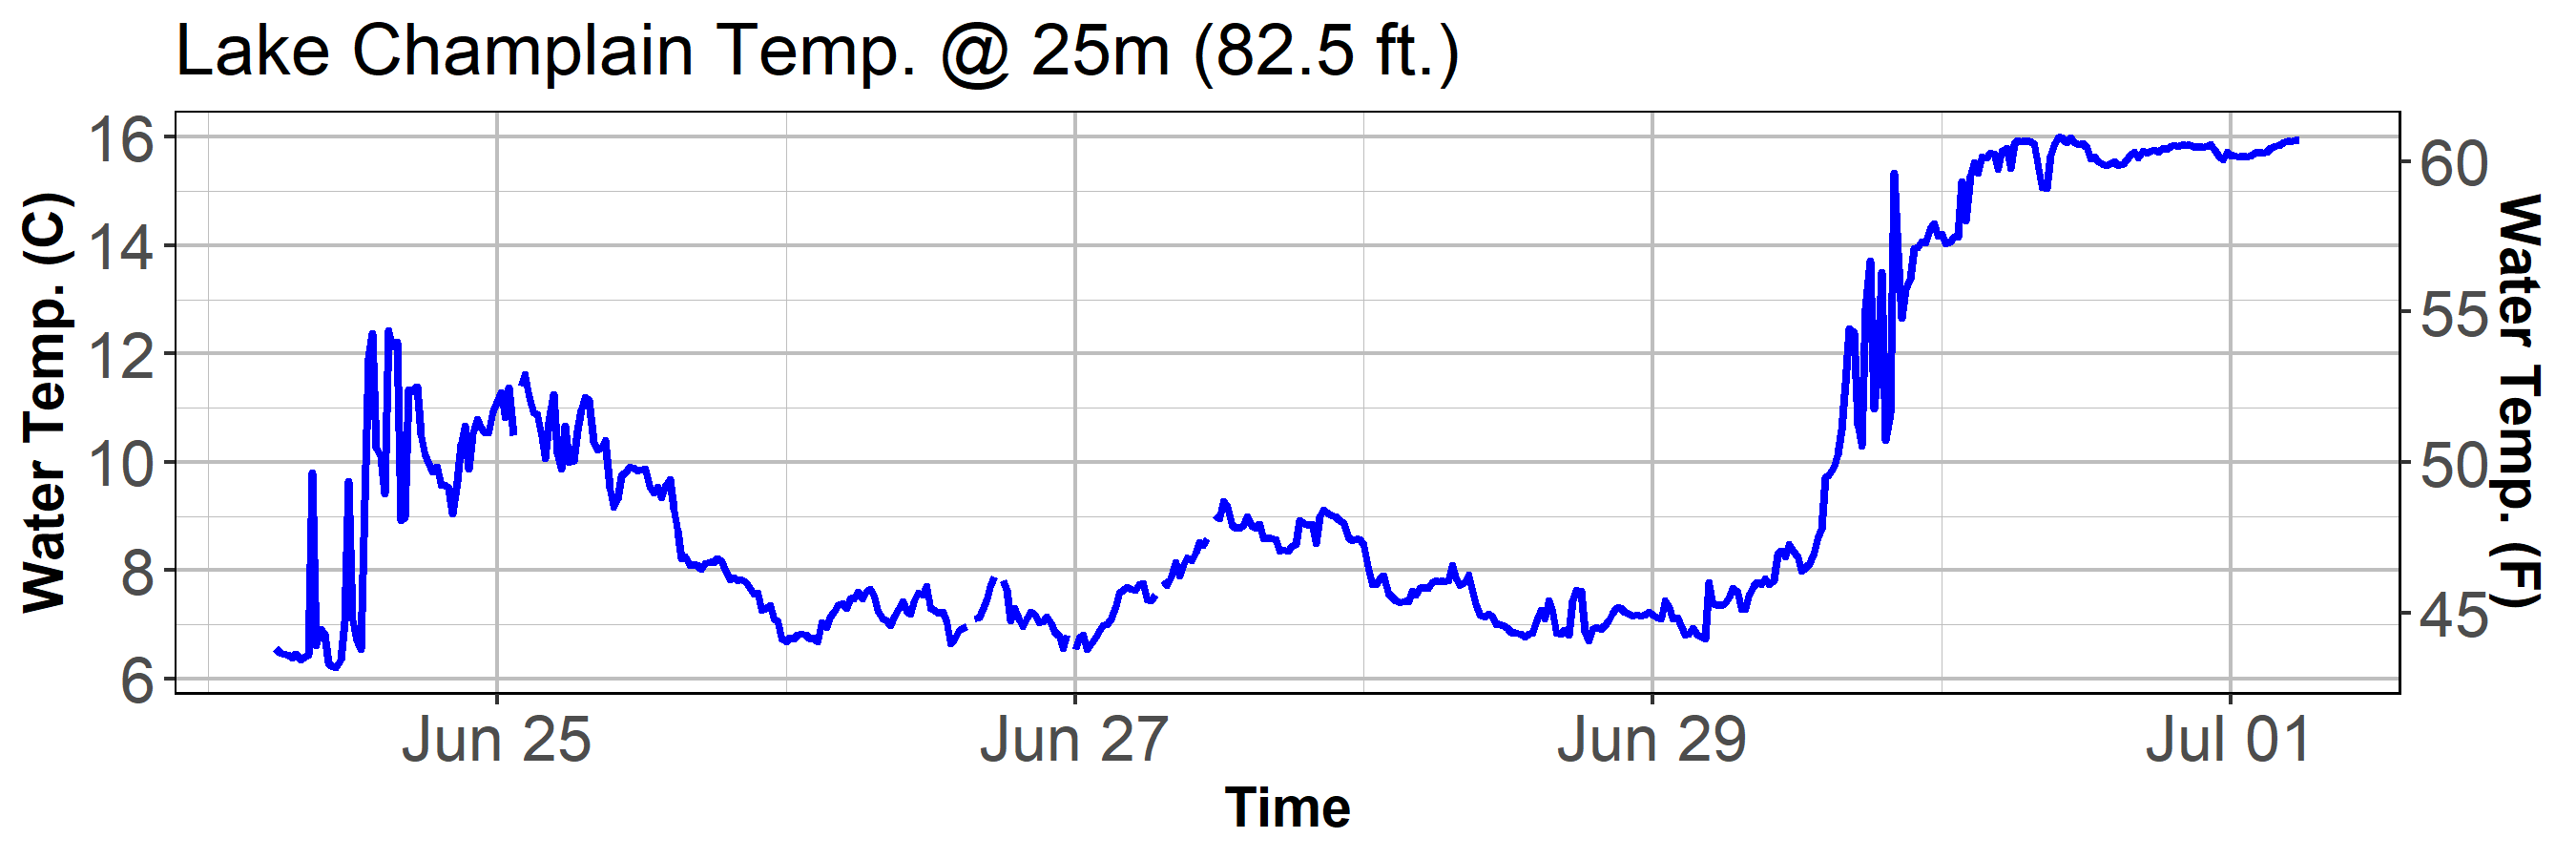 Lake Champlain Temp. @ 25m (82.5 ft.)
Water Temp. (C)
16
14
12
10
8
6
60
55
50
45
Water Temp. (F)
Jun 25 Jun 27 Jun 29 Jul 01
Time